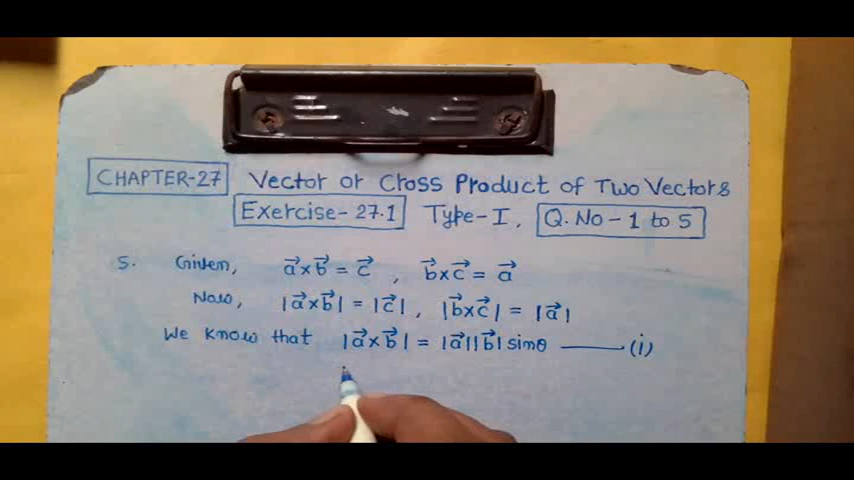 CHAPTER-27 Vector or Cross Product of Two Vectors
Exercise-27.1 Type-I, Q. No-1 to 5
5. Given, a⃗ × b⃗ = c⃗ , b⃗ × c⃗ = a⃗
Now, |a⃗ × b⃗| = |c⃗| , |b⃗ × c⃗| = |a⃗|
We know that |a⃗ × b⃗| = |a⃗||b⃗| sinθ ——— (i)